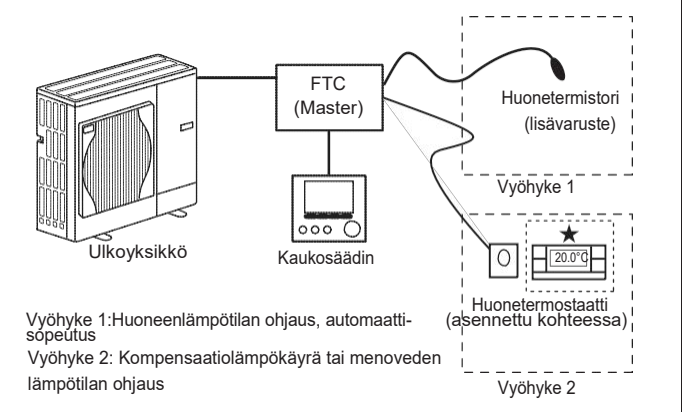 FTC
(Master)
Huonetermistori
(lisävaruste)
Vyöhyke 1
Ulkoyksikkö
Kaukosäädin
★
20.0°C
Huonetermostaatti
(asennettu kohteessa)
Vyöhyke 1:Huoneenlämpötilan ohjaus, automaatti-
sopeutus
Vyöhyke 2: Kompensaatiolämpökäyrä tai menoveden
lämpötilan ohjaus
Vyöhyke 2